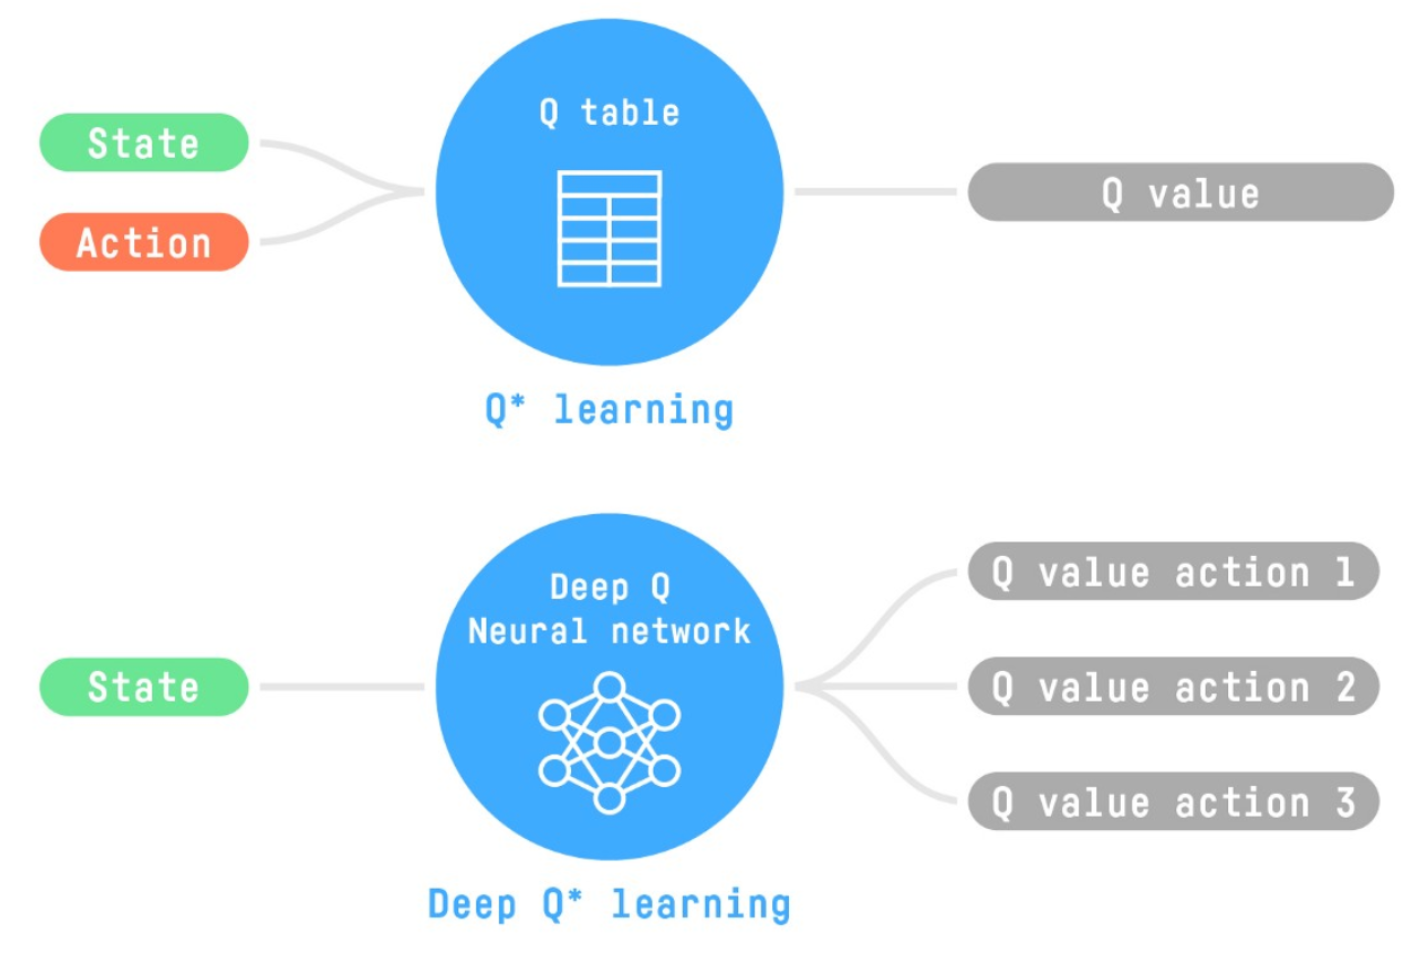 Q table
State
Action
Q value
Q* learning
Deep Q
Neural network
State
Q value action 1
Q value action 2
Q value action 3
Deep Q* learning